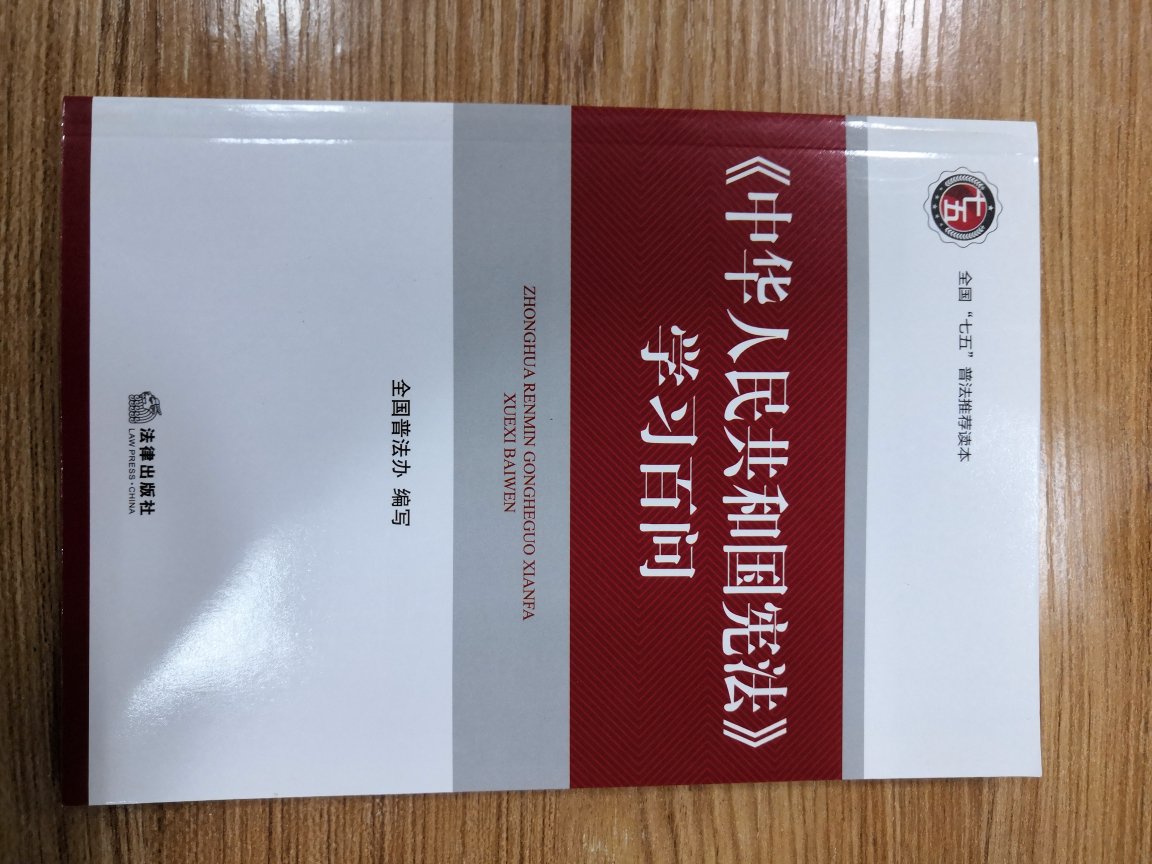 七五
全国“七五”普法推荐读本
《中华人民共和国宪法》
学习百问
ZHONGHUA RENMIN GONGHEGUO XIANFA
XUEXI BAIWEN
全国普法办 编写
法律出版社
LAW PRESS·CHINA